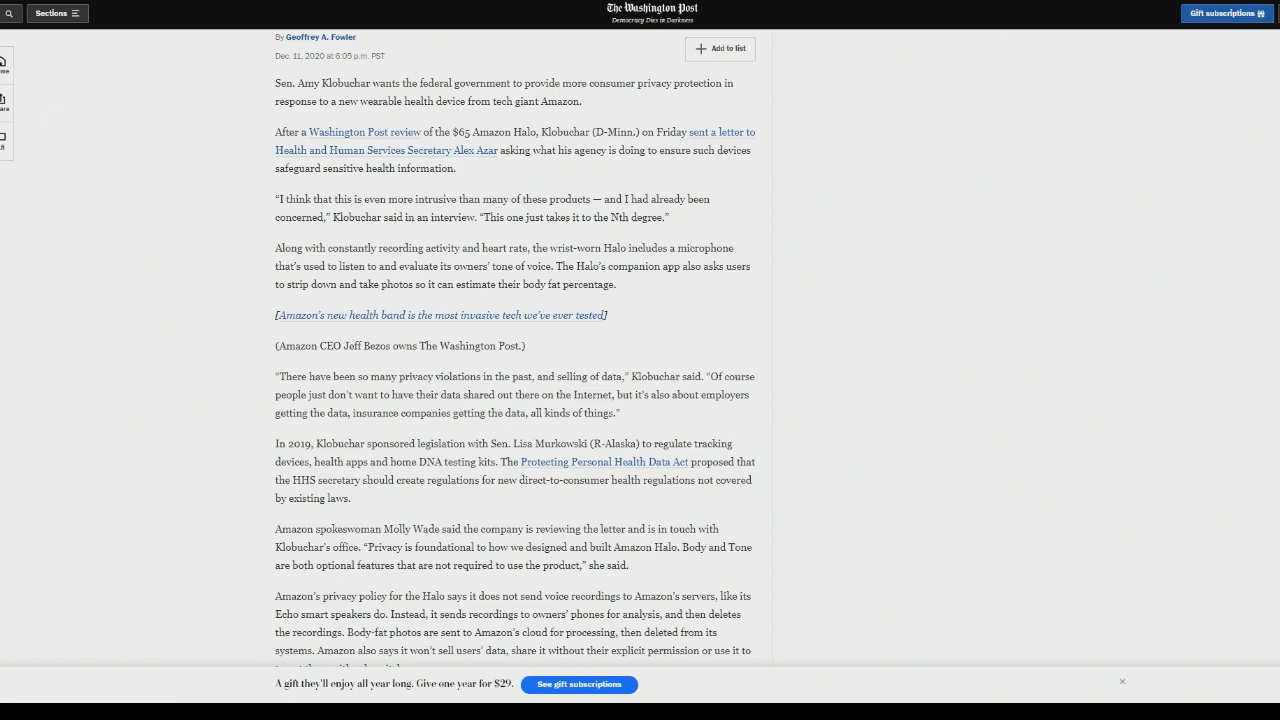 Sections
The Washington Post
Democracy Dies in Darkness
Gift subscriptions
By Geoffrey A. Fowler
Dec. 11, 2020 at 6:05 p.m. PST
Add to list
Sen. Amy Klobuchar wants the federal government to provide more consumer privacy protection in
response to a new wearable health device from tech giant Amazon.
After a Washington Post review of the $65 Amazon Halo, Klobuchar (D-Minn.) on Friday sent a letter to
Health and Human Services Secretary Alex Azar asking what his agency is doing to ensure such devices
safeguard sensitive health information.
“I think that this is even more intrusive than many of these products — and I had already been
concerned,” Klobuchar said in an interview. “This one just takes it to the Nth degree.”
Along with constantly recording activity and heart rate, the wrist-worn Halo includes a microphone
that’s used to listen to and evaluate its owners’ tone of voice. The Halo’s companion app also asks users
to strip down and take photos so it can estimate their body fat percentage.
[Amazon’s new health band is the most invasive tech we’ve ever tested]
(Amazon CEO Jeff Bezos owns The Washington Post.)
“There have been so many privacy violations in the past, and selling of data,” Klobuchar said. “Of course
people just don’t want to have their data shared out there on the Internet, but it’s also about employers
getting the data, insurance companies getting the data, all kinds of things.”
In 2019, Klobuchar sponsored legislation with Sen. Lisa Murkowski (R-Alaska) to regulate tracking
devices, health apps and home DNA testing kits. The Protecting Personal Health Data Act proposed that
the HHS secretary should create regulations for new direct-to-consumer health regulations not covered
by existing laws.
Amazon spokeswoman Molly Wade said the company is reviewing the letter and is in touch with
Klobuchar’s office. “Privacy is foundational to how we designed and built Amazon Halo. Body and Tone
are both optional features that are not required to use the product,” she said.
Amazon’s privacy policy for the Halo says it does not send voice recordings to Amazon’s servers, like its
Echo smart speakers do. Instead, it sends recordings to owners’ phones for analysis, and then deletes
the recordings. Body-fat photos are sent to Amazon’s cloud for processing, then deleted from its
systems. Amazon also says it won’t sell users’ data, share it without their explicit permission or use it to
A gift they’ll enjoy all year long. Give one year for $29.
See gift subscriptions